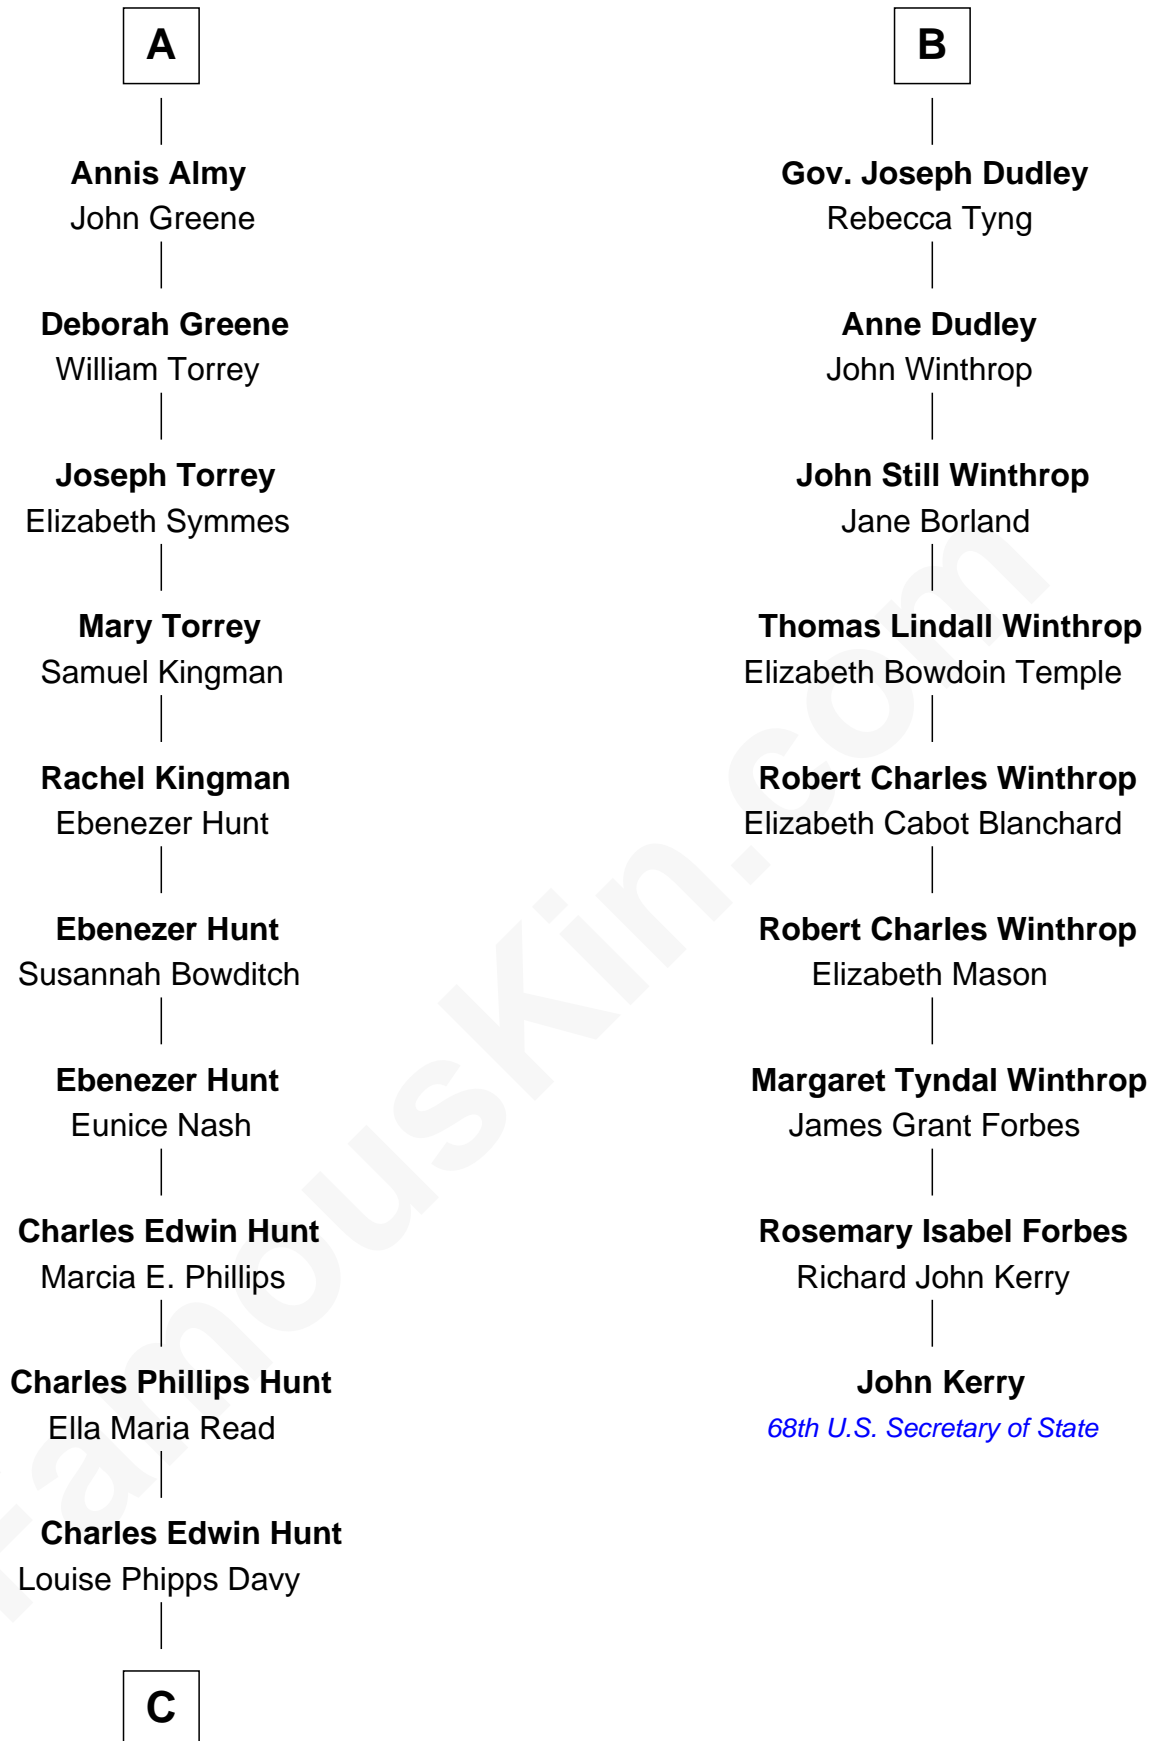 A
Annis Almy
John Greene
Deborah Greene
William Torrey
Joseph Torrey
Elizabeth Symmes
Mary Torrey
Samuel Kingman
Rachel Kingman
Ebenezer Hunt
Ebenezer Hunt
Susannah Bowditch
Ebenezer Hunt
Eunice Nash
Charles Edwin Hunt
Marcia E. Phillips
Charles Phillips Hunt
Ella Maria Read
Charles Edwin Hunt
Louise Phipps Davy
C
B
Gov. Joseph Dudley
Rebecca Tyng
Anne Dudley
John Winthrop
John Still Winthrop
Jane Borland
Thomas Lindall Winthrop
Elizabeth Bowdoin Temple
Robert Charles Winthrop
Elizabeth Cabot Blanchard
Robert Charles Winthrop
Elizabeth Mason
Margaret Tyndal Winthrop
James Grant Forbes
Rosemary Isabel Forbes
Richard John Kerry
John Kerry
68th U.S. Secretary of State
FamousKin.com